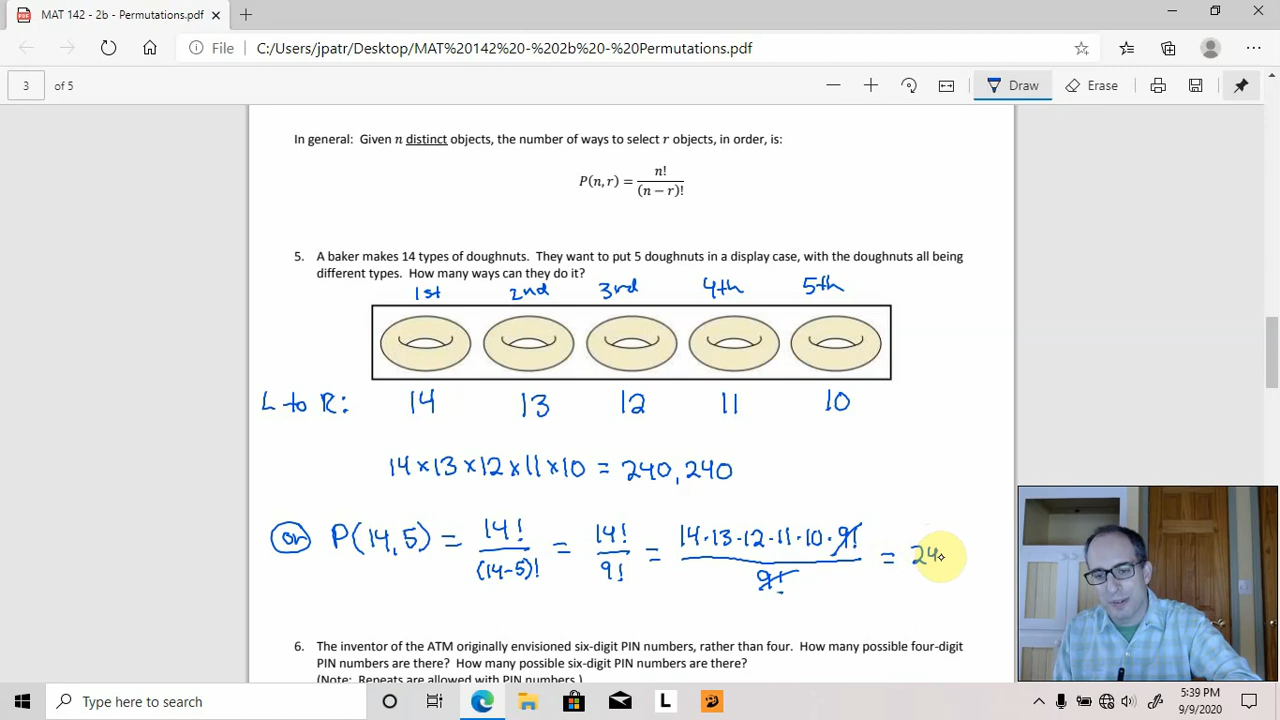 MAT 142 - 2b - Permutations.pdf
File C:/Users/jpatr/Desktop/MAT%20142%20-%202b%20-%20Permutations.pdf
3 of 5 Draw Erase
In general: Given n distinct objects, the number of ways to select r objects, in order, is:
P(n, r) = n! / (n − r)!
5. A baker makes 14 types of doughnuts. They want to put 5 doughnuts in a display case, with the doughnuts all being
different types. How many ways can they do it?
1st 2nd 3rd 4th 5th
L to R: 14 13 12 11 10
14 × 13 × 12 × 11 × 10 = 240,240
or P(14, 5) = 14! / (14-5)! = 14! / 9! = 14·13·12·11·10·9! / 9! = 24
6. The inventor of the ATM originally envisioned six-digit PIN numbers, rather than four. How many possible four-digit
PIN numbers are there? How many possible six-digit PIN numbers are there?
(Note: Repeats are allowed with PIN numbers.)
Type here to search
L
5:39 PM
9/9/2020